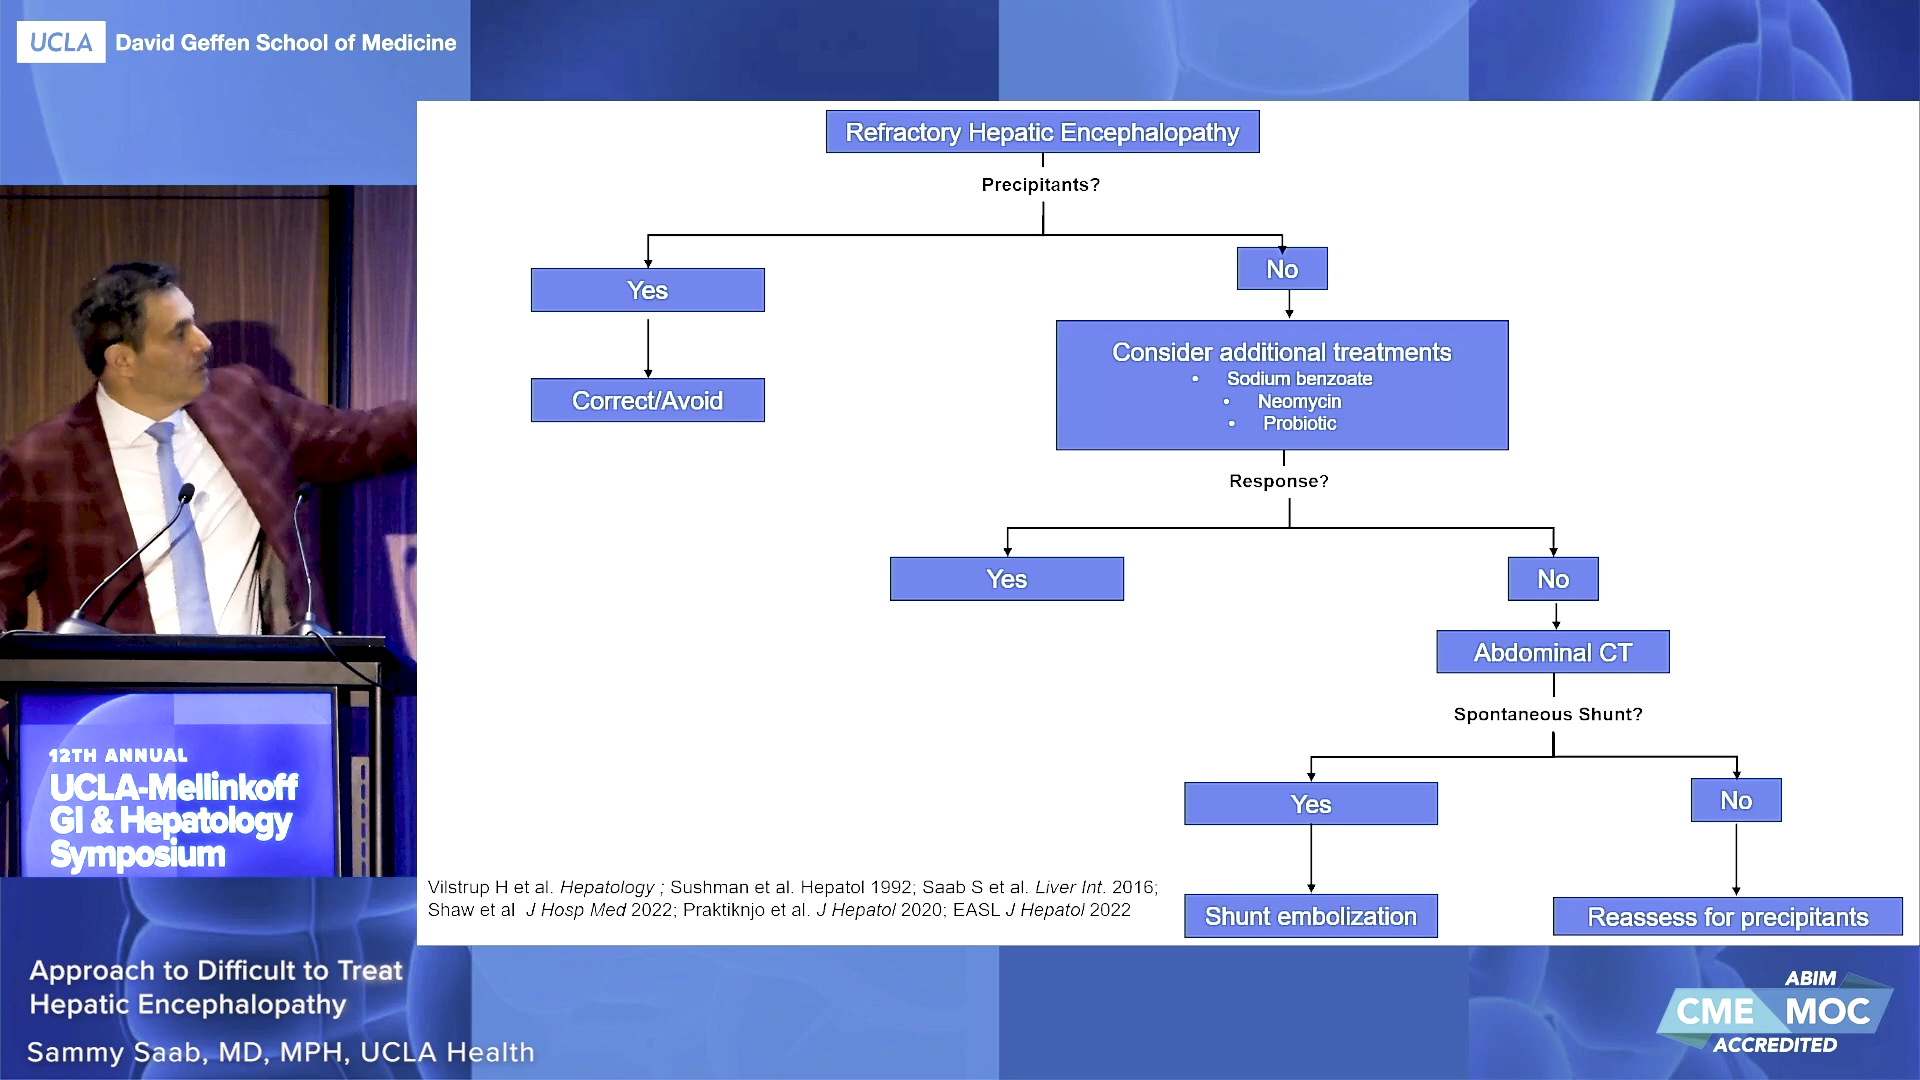 UCLA David Geffen School of Medicine
Refractory Hepatic Encephalopathy
Precipitants?
Yes
No
Correct/Avoid
Consider additional treatments
• Sodium benzoate
• Neomycin
• Probiotic
Response?
Yes
No
Abdominal CT
Spontaneous Shunt?
Yes
No
Shunt embolization
Reassess for precipitants
Vilstrup H et al. Hepatology ; Sushman et al. Hepatol 1992; Saab S et al. Liver Int. 2016;
Shaw et al J Hosp Med 2022; Praktiknjo et al. J Hepatol 2020; EASL J Hepatol 2022
12TH ANNUAL
UCLA-Mellinkoff
GI & Hepatology
Symposium
Approach to Difficult to Treat
Hepatic Encephalopathy
Sammy Saab, MD, MPH, UCLA Health
ABIM
CME MOC
ACCREDITED